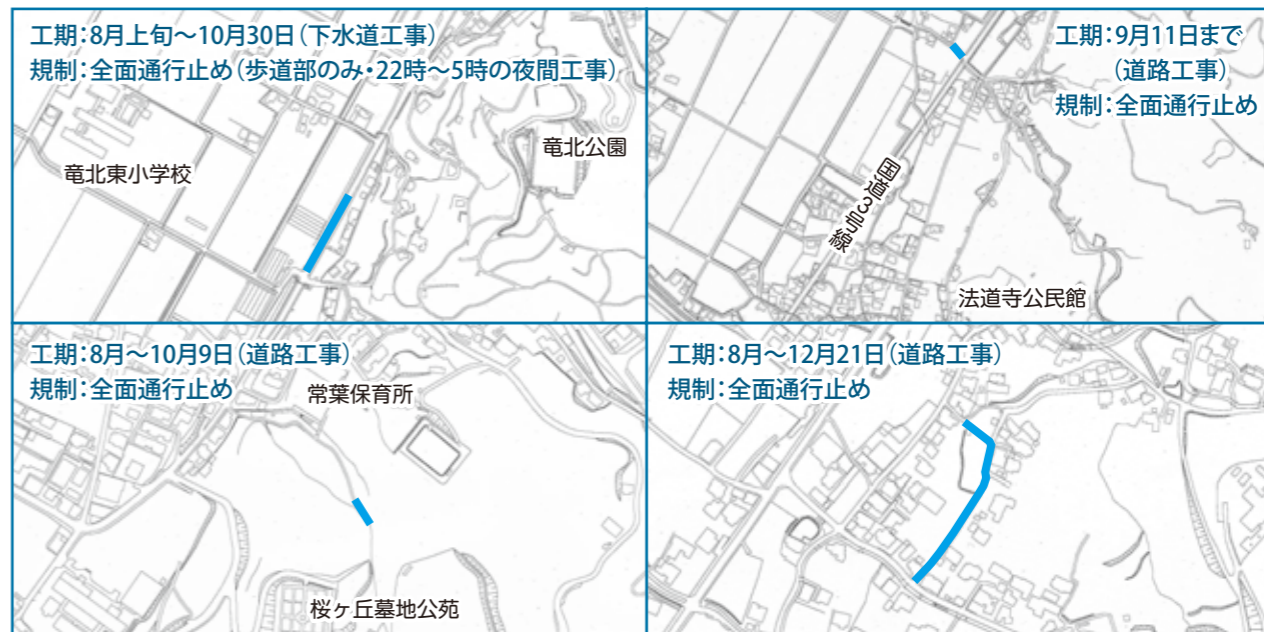 工期：8月上旬〜10月30日（下水道工事）
規制：全面通行止め（歩道部のみ・22時〜5時の夜間工事）
竜北公園
竜北東小学校
工期：9月11日まで
（道路工事）
規制：全面通行止め
国道3号線
法道寺公民館
工期：8月〜10月9日（道路工事）
規制：全面通行止め
常葉保育所
桜ヶ丘墓地公苑
工期：8月〜12月21日（道路工事）
規制：全面通行止め